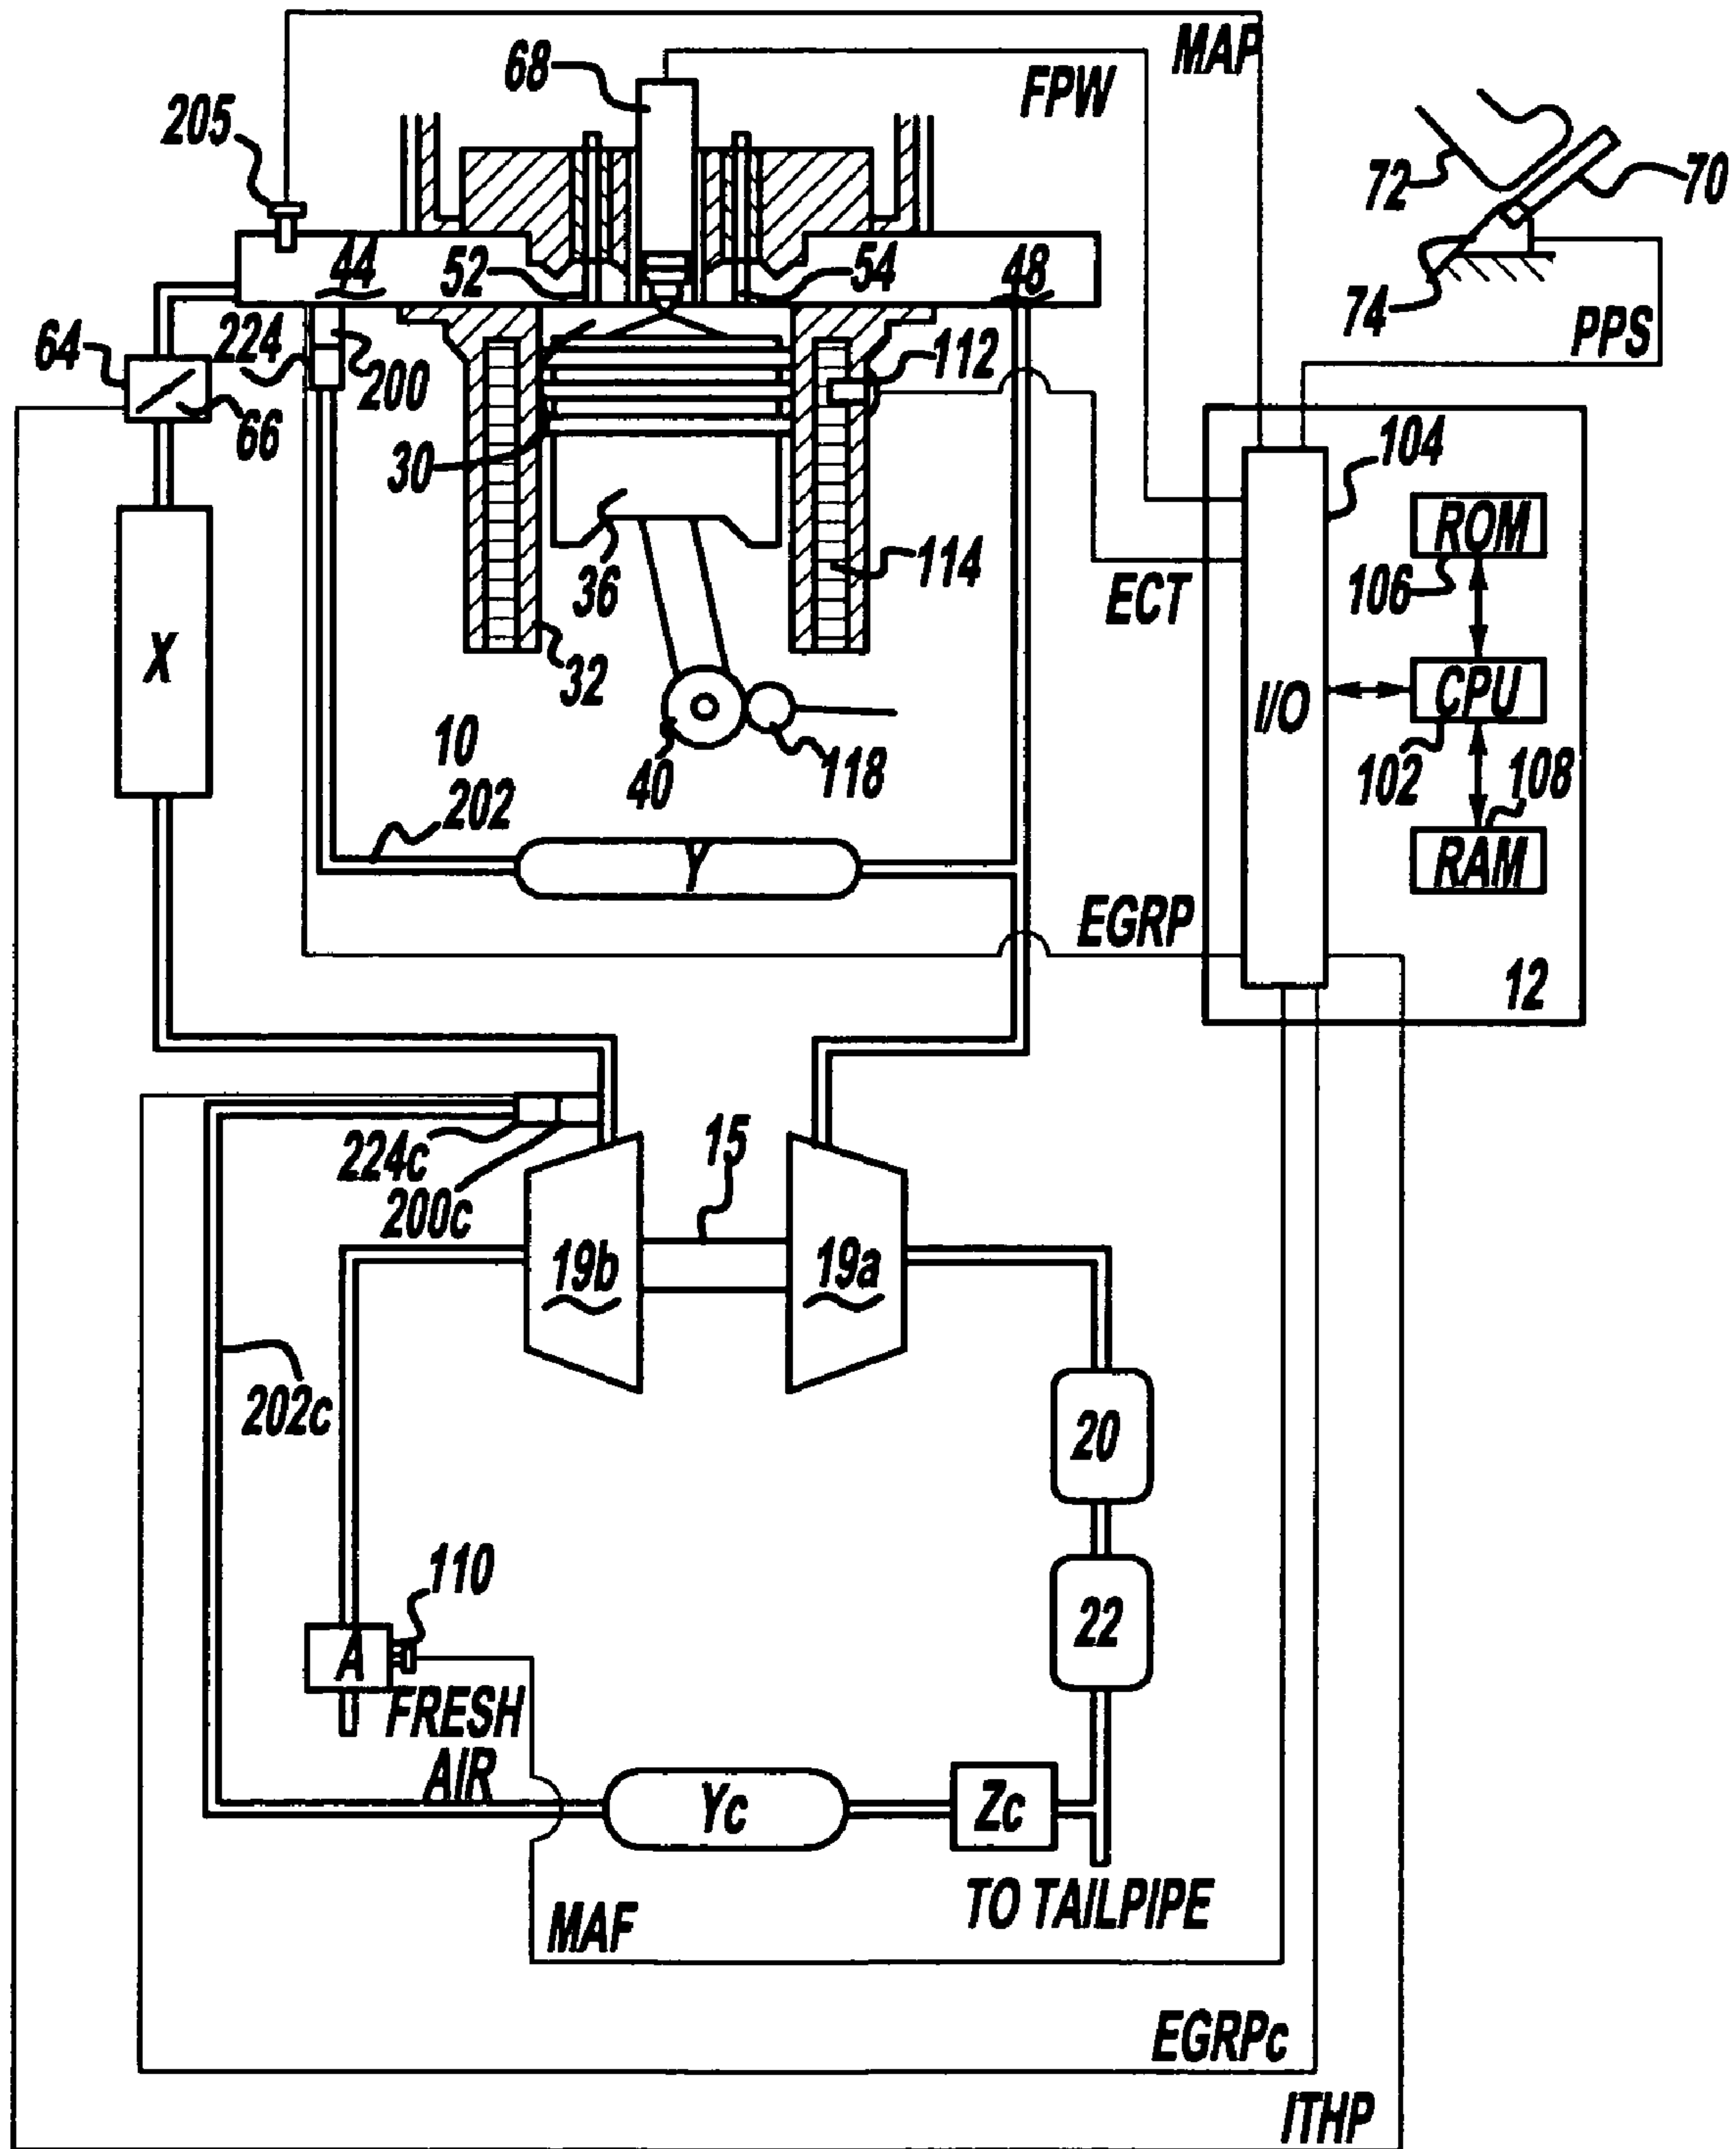 MAP
68
FPW
205
72
70
44
52
54
48
74
PPS
64
224
200
112
66
30
104
ROM
106
36
114
ECT
X
32
CPU
I/O
10
102
108
202
40
118
RAM
Y
EGRP
12
224c
15
200c
19b
19a
202c
20
110
22
A
FRESH
AIR
Yc
Zc
TO TAILPIPE
MAF
EGRPc
ITHP